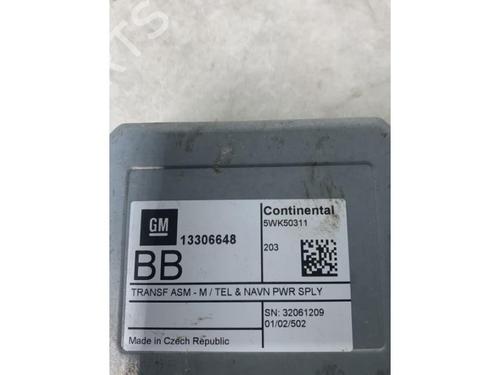 PARTS
GM
13306648
Continental
5WK50311
203
BB
TRANSF ASM - M / TEL & NAVN PWR SPLY
SN: 32061209
01/02/502
Made in Czech Republic